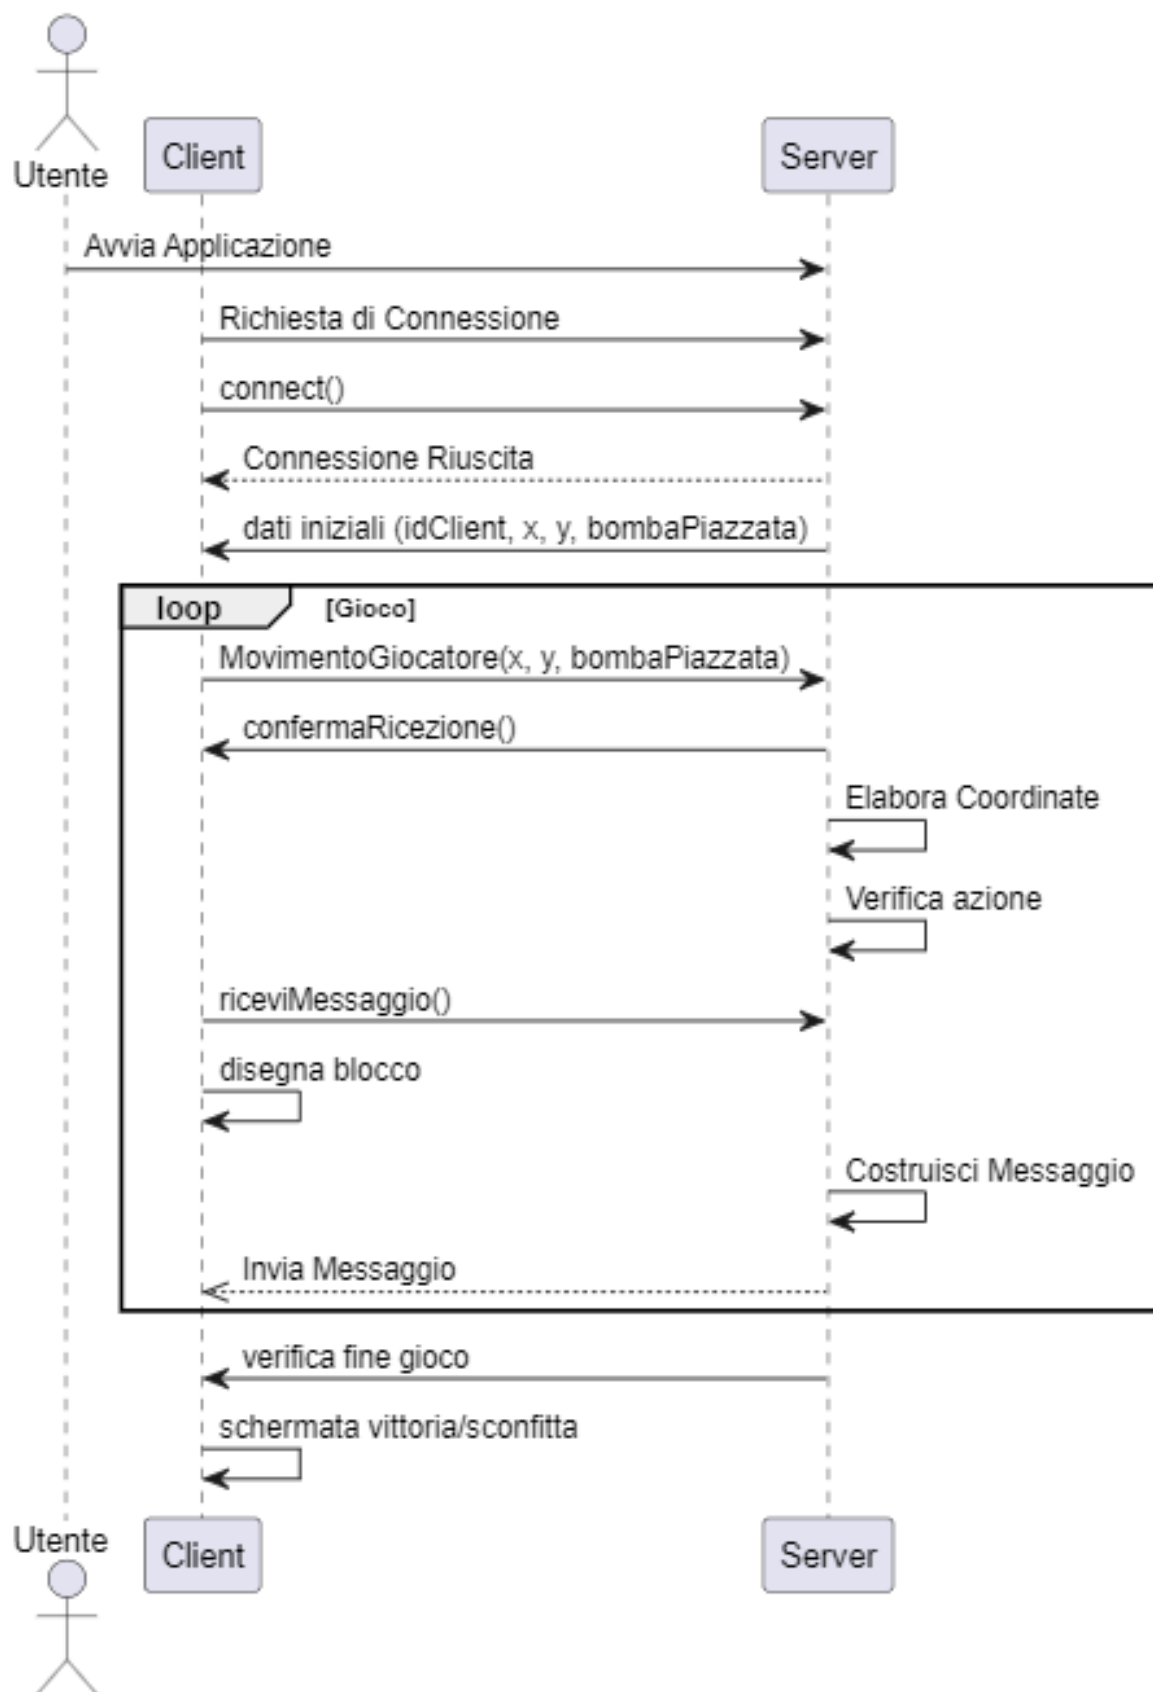 Utente
Client
Server
Avvia Applicazione
Richiesta di Connessione
connect()
Connessione Riuscita
dati iniziali (idClient, x, y, bombaPiazzata)
loop [Gioco]
MovimentoGiocatore(x, y, bombaPiazzata)
confermaRicezione()
Elabora Coordinate
Verifica azione
riceviMessaggio()
disegna blocco
Costruisci Messaggio
Invia Messaggio
verifica fine gioco
schermata vittoria/sconfitta
Utente
Client
Server